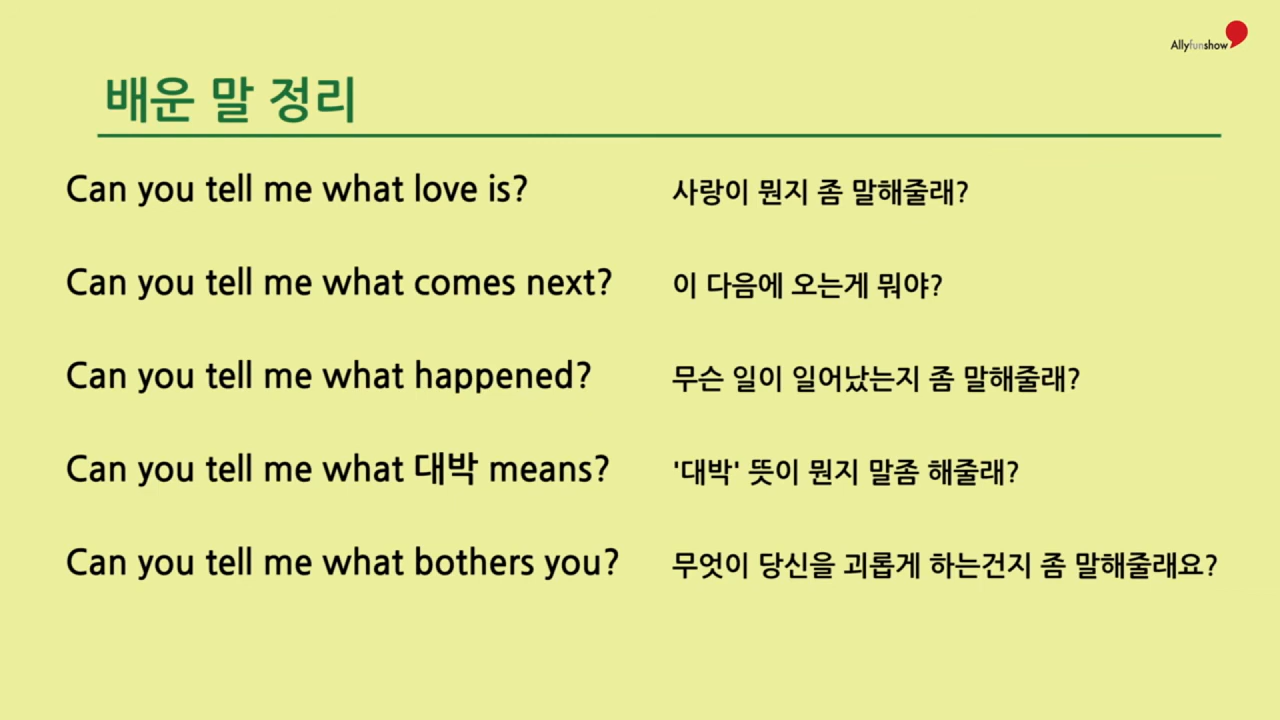 Allyfunshow
배운 말 정리
Can you tell me what love is? 사랑이 뭔지 좀 말해줄래?
Can you tell me what comes next? 이 다음에 오는게 뭐야?
Can you tell me what happened? 무슨 일이 일어났는지 좀 말해줄래?
Can you tell me what 대박 means? '대박' 뜻이 뭔지 말좀 해줄래?
Can you tell me what bothers you? 무엇이 당신을 괴롭게 하는건지 좀 말해줄래요?